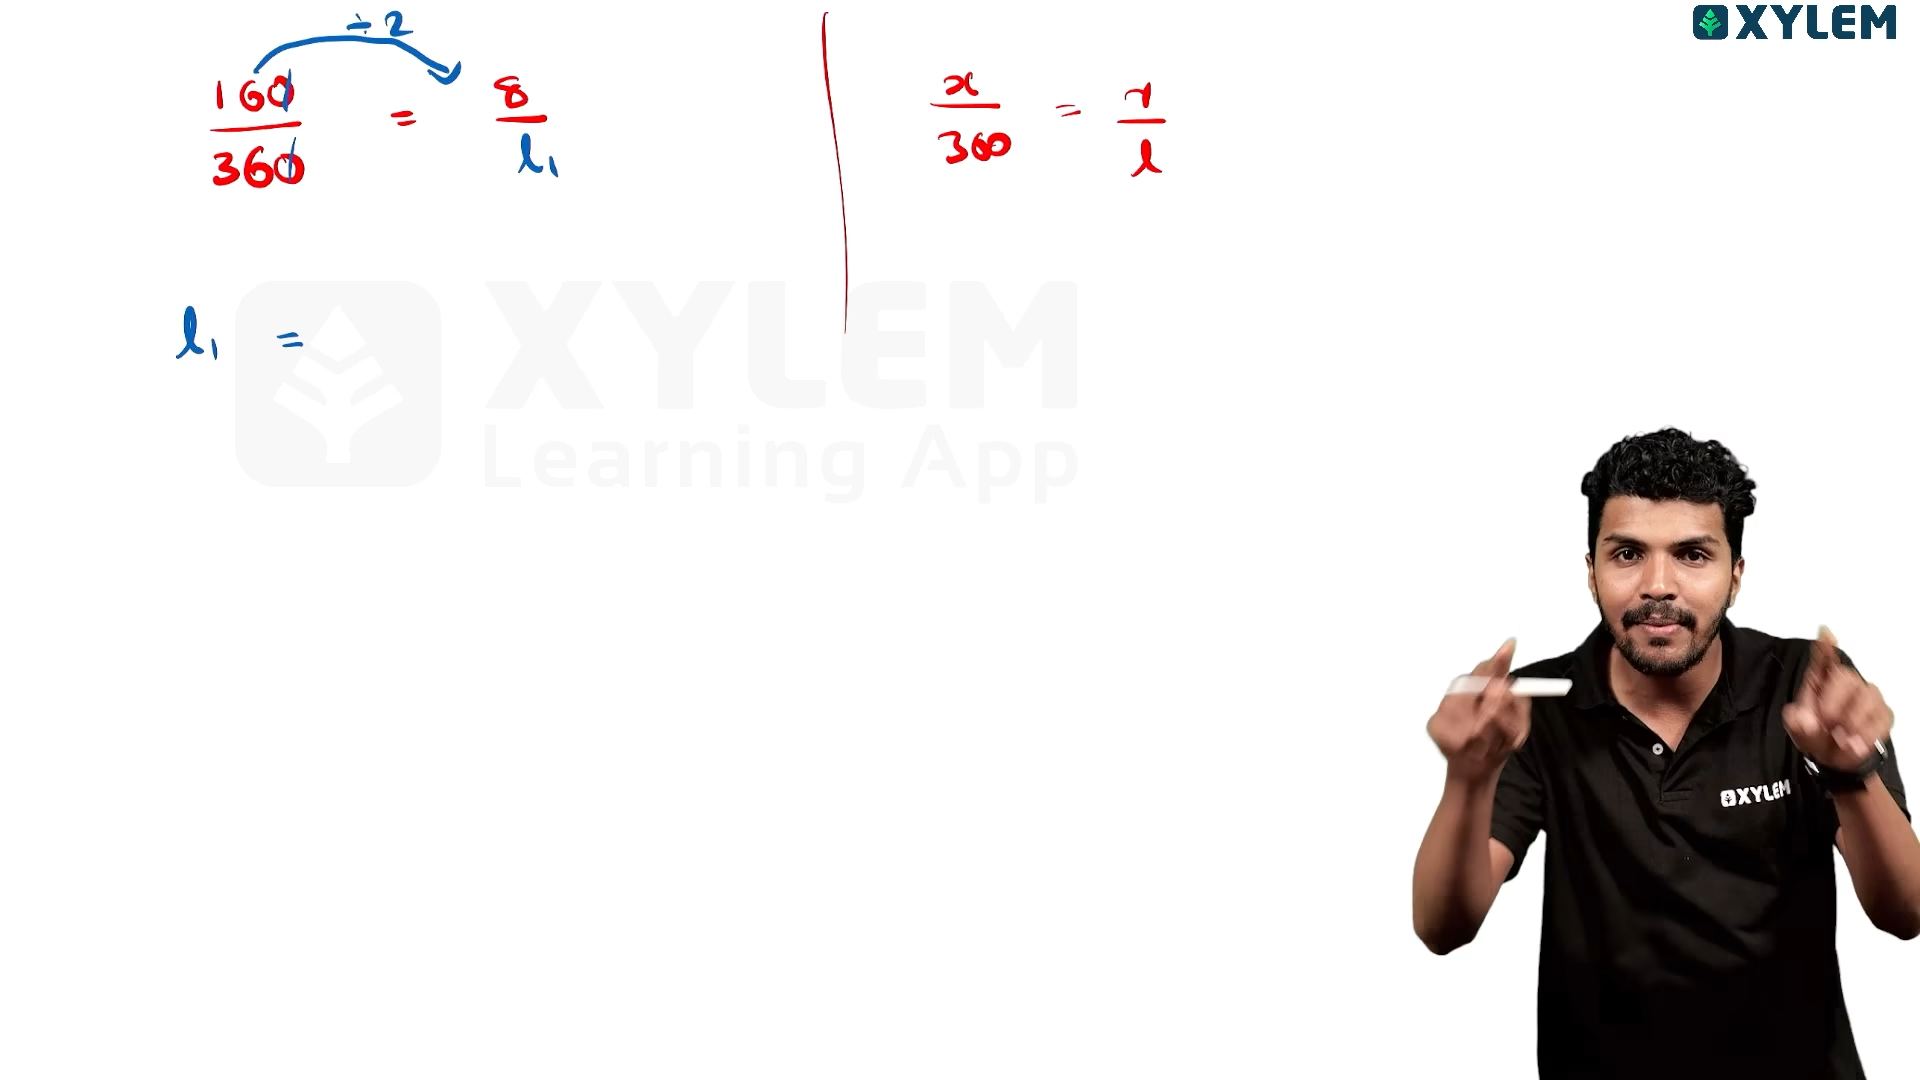 XYLEM
÷ 2
160/360 = 8/l₁
x/360 = r/l
l₁ =
XYLEM
Learning App
XYLEM